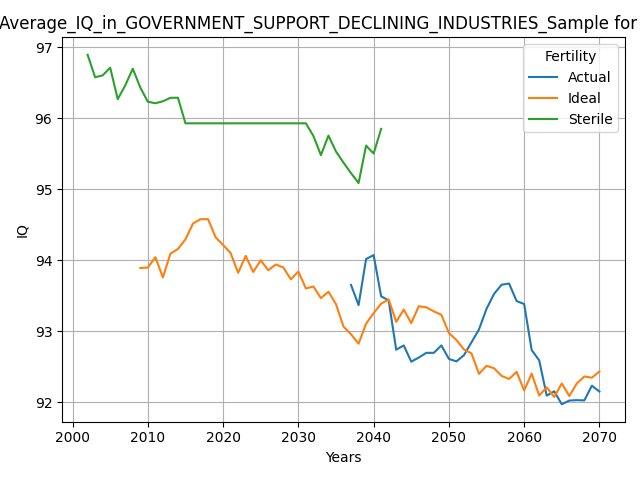 Average_IQ_in_GOVERNMENT_SUPPORT_DECLINING_INDUSTRIES_Sample for
97
96
95
94
93
92
IQ
Fertility
Actual
Ideal
Sterile
2000 2010 2020 2030 2040 2050 2060 2070
Years